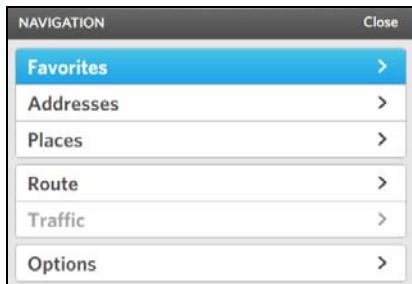 NAVIGATION Close
Favorites
Addresses
Places
Route
Traffic
Options